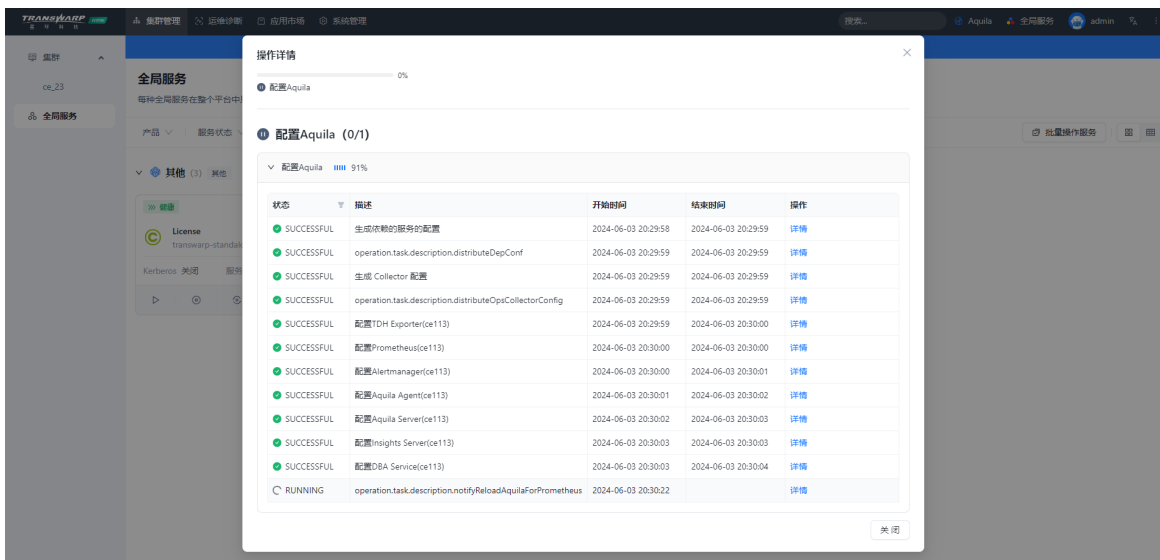 TRANSWARP
星 环 科 技
集群管理 运维诊断 应用市场 系统管理 搜索... Aquila 全局服务 admin
集群
ce_23
全局服务
全局服务
每种全局服务在整个平台中
产品 服务状态 批量操作服务
其他 (3) 其他
健康
License
transwarp-standal
Kerberos 关闭 服务
操作详情
0%
配置Aquila
配置Aquila (0/1)
配置Aquila 91%
状态 描述 开始时间 结束时间 操作
SUCCESSFUL 生成依赖的服务的配置 2024-06-03 20:29:58 2024-06-03 20:29:59 详情
SUCCESSFUL operation.task.description.distributeDepConf 2024-06-03 20:29:59 2024-06-03 20:29:59 详情
SUCCESSFUL 生成 Collector 配置 2024-06-03 20:29:59 2024-06-03 20:29:59 详情
SUCCESSFUL operation.task.description.distributeOpsCollectorConfig 2024-06-03 20:29:59 2024-06-03 20:29:59 详情
SUCCESSFUL 配置TDH Exporter(ce113) 2024-06-03 20:29:59 2024-06-03 20:30:00 详情
SUCCESSFUL 配置Prometheus(ce113) 2024-06-03 20:30:00 2024-06-03 20:30:00 详情
SUCCESSFUL 配置Alertmanager(ce113) 2024-06-03 20:30:00 2024-06-03 20:30:01 详情
SUCCESSFUL 配置Aquila Agent(ce113) 2024-06-03 20:30:01 2024-06-03 20:30:02 详情
SUCCESSFUL 配置Aquila Server(ce113) 2024-06-03 20:30:02 2024-06-03 20:30:03 详情
SUCCESSFUL 配置Insights Server(ce113) 2024-06-03 20:30:03 2024-06-03 20:30:03 详情
SUCCESSFUL 配置DBA Service(ce113) 2024-06-03 20:30:03 2024-06-03 20:30:04 详情
RUNNING operation.task.description.notifyReloadAquilaForPrometheus 2024-06-03 20:30:22 详情
关 闭